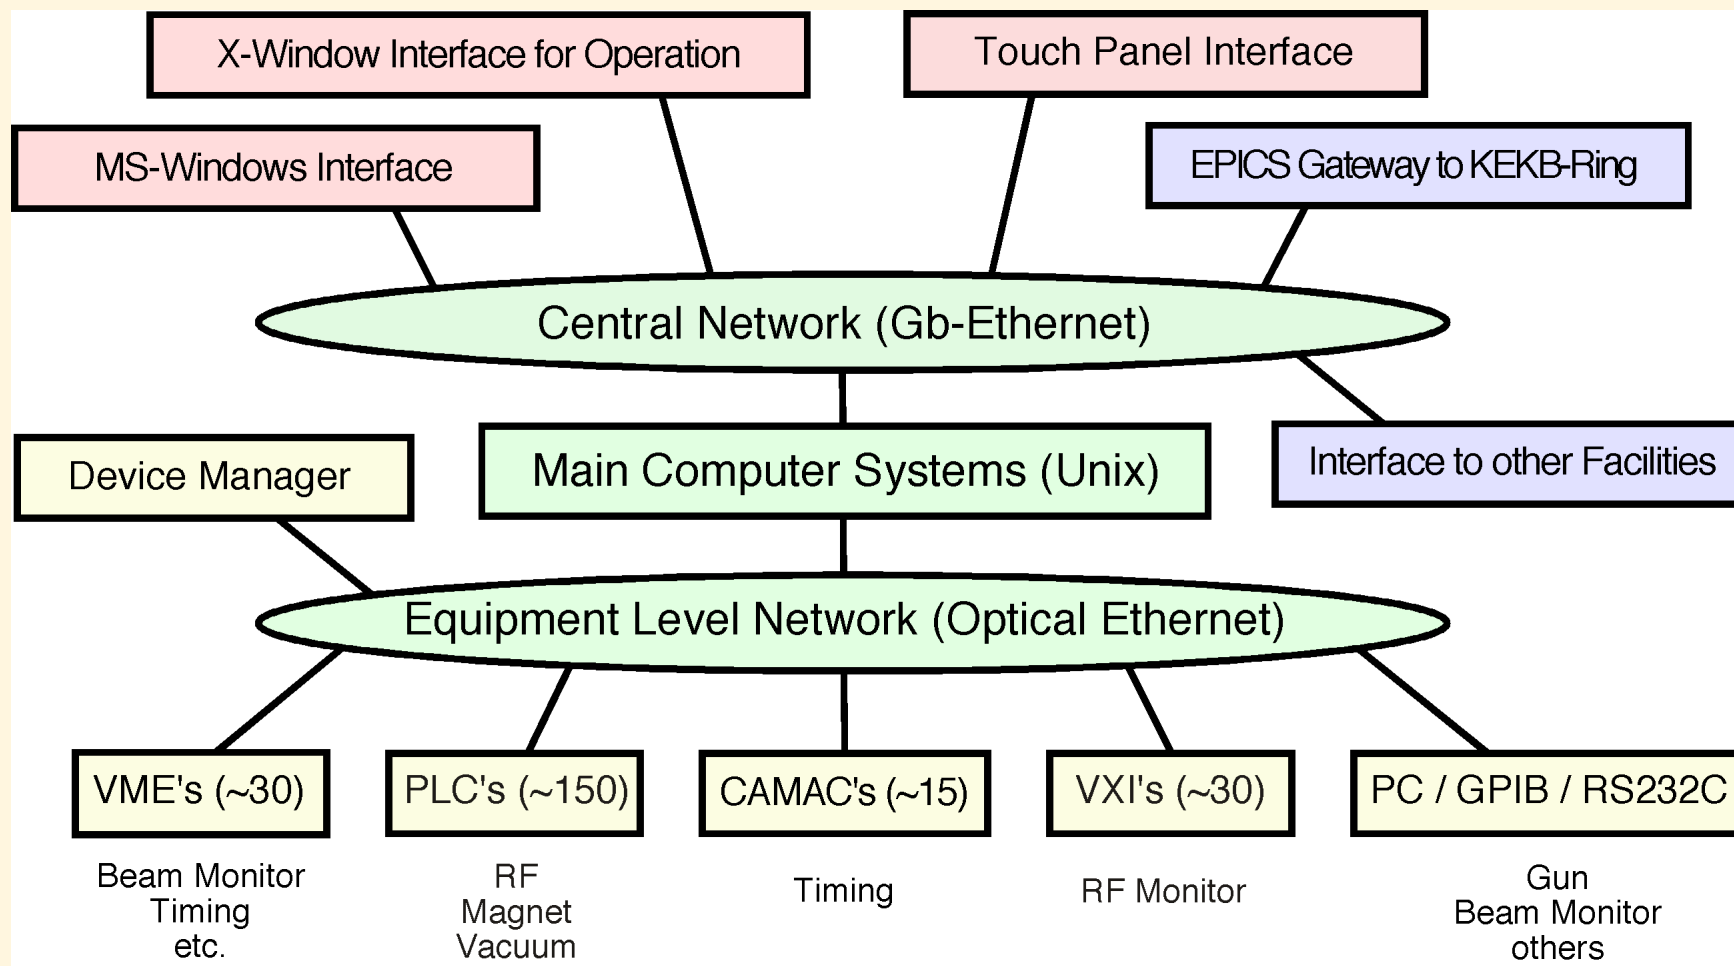 X-Window Interface for Operation
Touch Panel Interface
MS-Windows Interface
EPICS Gateway to KEKB-Ring
Central Network (Gb-Ethernet)
Device Manager
Main Computer Systems (Unix)
Interface to other Facilities
Equipment Level Network (Optical Ethernet)
VME's (~30)
PLC's (~150)
CAMAC's (~15)
VXI's (~30)
PC / GPIB / RS232C
Beam Monitor
Timing
etc.
RF
Magnet
Vacuum
Timing
RF Monitor
Gun
Beam Monitor
others